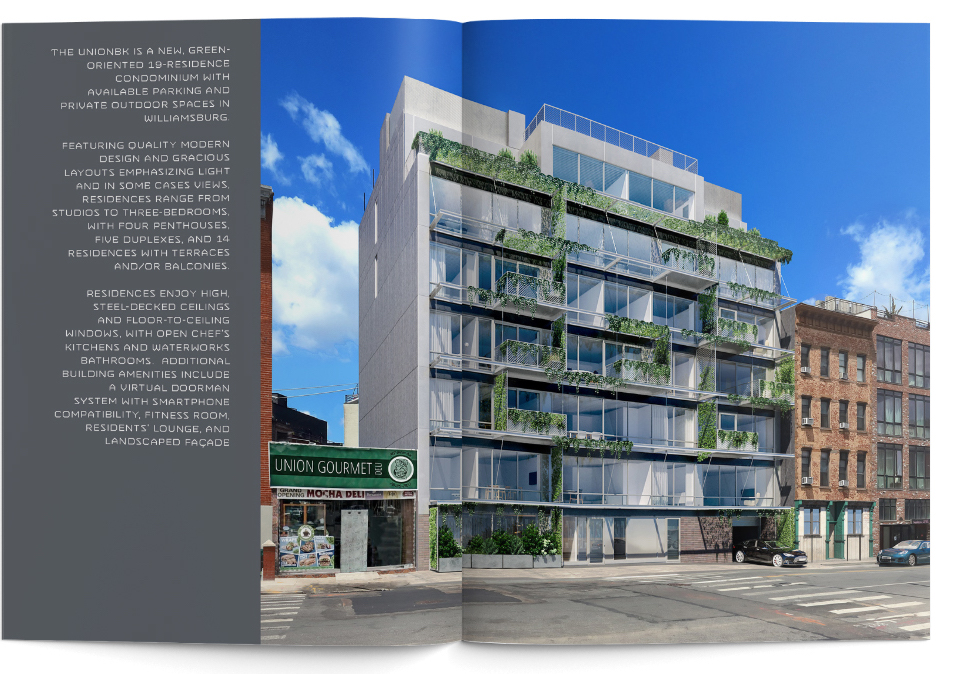 THE UNIONBK IS A NEW, GREEN-
ORIENTED 19-RESIDENCE
CONDOMINIUM WITH
AVAILABLE PARKING AND
PRIVATE OUTDOOR SPACES IN
WILLIAMSBURG.
FEATURING QUALITY MODERN
DESIGN AND GRACIOUS
LAYOUTS EMPHASIZING LIGHT
AND IN SOME CASES VIEWS,
RESIDENCES RANGE FROM
STUDIOS TO THREE-BEDROOMS,
WITH FOUR PENTHOUSES,
FIVE DUPLEXES, AND 14
RESIDENCES WITH TERRACES
AND/OR BALCONIES.
RESIDENCES ENJOY HIGH,
STEEL-DECKED CEILINGS
AND FLOOR-TO-CEILING
WINDOWS, WITH OPEN CHEF'S
KITCHENS AND WATERWORKS
BATHROOMS. ADDITIONAL
BUILDING AMENITIES INCLUDE
A VIRTUAL DOORMAN
SYSTEM WITH SMARTPHONE
COMPATIBILITY, FITNESS ROOM,
RESIDENTS' LOUNGE, AND
LANDSCAPED FAÇADE
UNION GOURMET DELI
GRAND OPENING MOCHA DELI